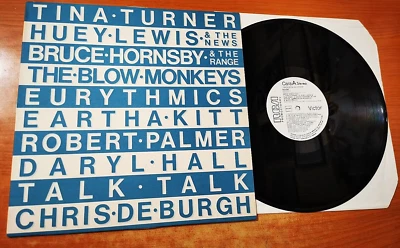 TINA·TURNER
HUEY·LEWIS·& THE NEWS
BRUCE·HORNSBY·& THE RANGE
THE·BLOW·MONKEYS
EURYTHMICS
EARTHA·KITT
ROBERT·PALMER
DARYL·HALL
TALK·TALK
CHRIS·DE·BURGH
RCA
Victor